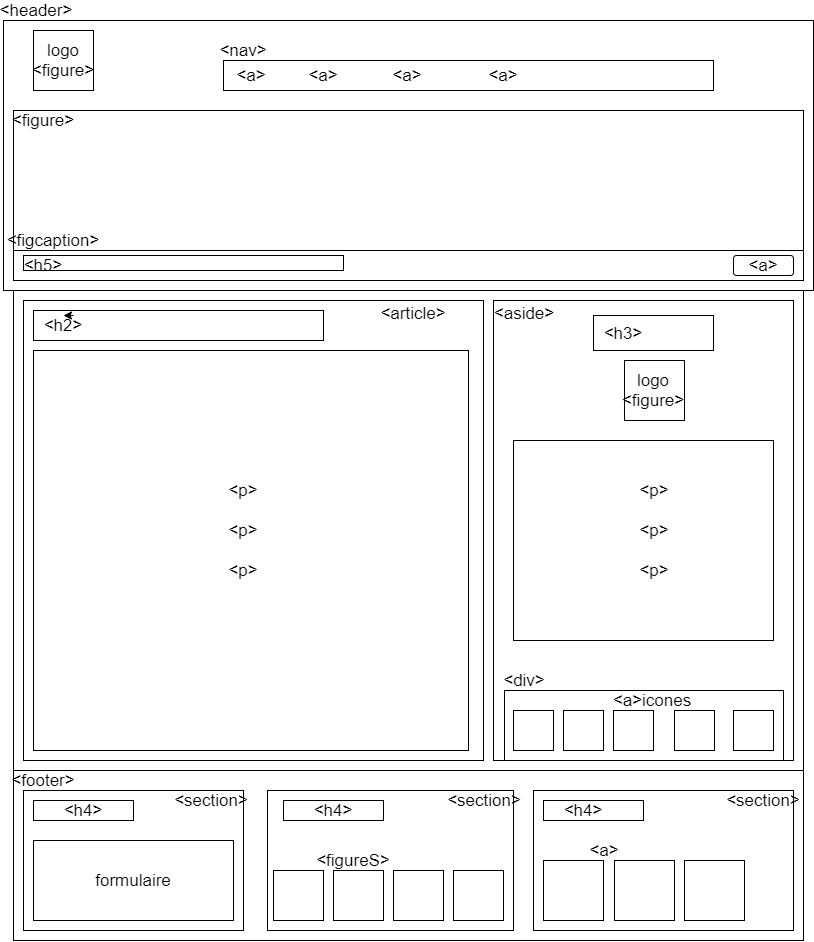 <header>
logo
<figure>
<nav>
<a> <a> <a> <a>
<figure>
<figcaption>
<h5>
<a>
<article>
<h2>
<p>
<p>
<p>
<aside>
<h3>
logo
<figure>
<p>
<p>
<p>
<div>
<a>icones
<footer>
<section>
<h4>
formulaire
<section>
<h4>
<figureS>
<section>
<h4>
<a>